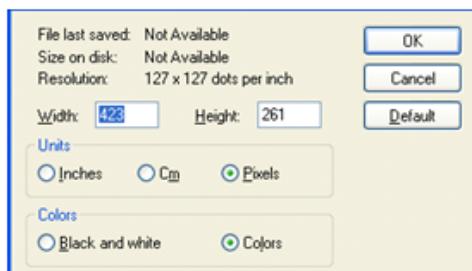 File last saved: Not Available
Size on disk: Not Available
Resolution: 127 x 127 dots per inch
Width: 423 Height: 261
Units
Inches Cm Pixels
Colors
Black and white Colors
OK
Cancel
Default